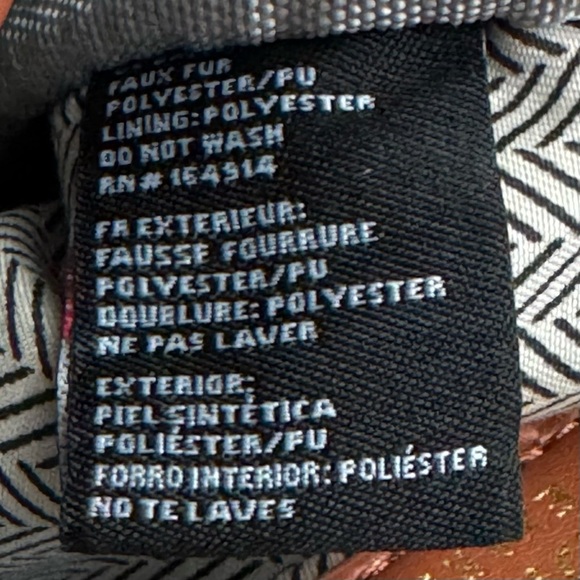 FAUX FUR
POLYESTER/PU
LINING: POLYESTER
DO NOT WASH
RN# 164914
FR EXTERIEUR:
FAUSSE FOURRURE
POLYESTER/PU
DOUBLURE: POLYESTER
NE PAS LAVER
EXTERIOR:
PIEL SINTÉTICA
POLIÉSTER/PU
FORRO INTERIOR: POLIÉSTER
NO TE LAVES